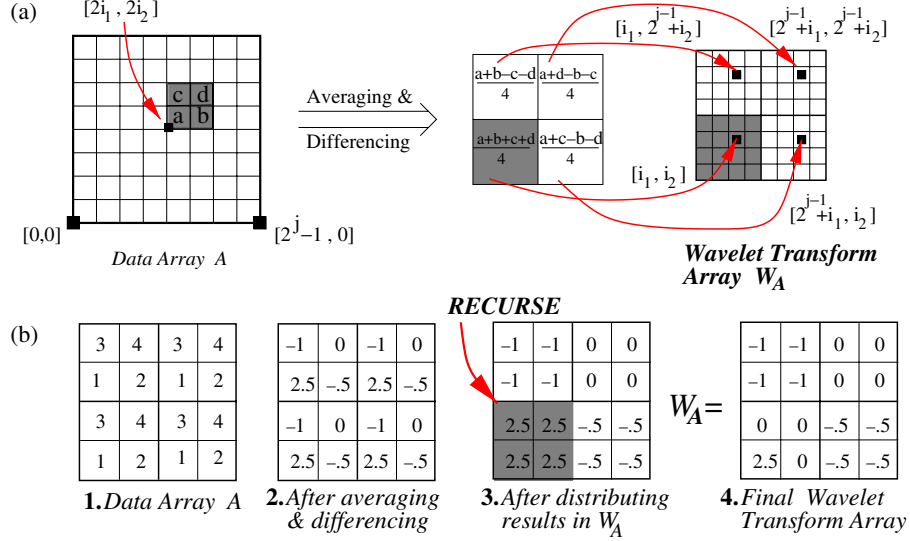 (a)
[2i₁, 2i₂]
c d
a b
[0,0]
[2ʲ–1, 0]
Data Array A
Averaging &
Differencing
a+b–c–d/4 a+d–b–c/4
a+b+c+d/4 a+c–b–d/4
[i₁, 2ʲ⁻¹+i₂]
[2ʲ⁻¹+i₁, 2ʲ⁻¹+i₂]
[i₁, i₂]
[2ʲ⁻¹+i₁, i₂]
Wavelet Transform
Array W_A
(b)
3 4 3 4
1 2 1 2
3 4 3 4
1 2 1 2
1. Data Array A
–1 0 –1 0
2.5 –.5 2.5 –.5
–1 0 –1 0
2.5 –.5 2.5 –.5
2. After averaging
& differencing
RECURSE
–1 –1 0 0
–1 –1 0 0
2.5 2.5 –.5 –.5
2.5 2.5 –.5 –.5
3. After distributing
results in W_A
W_A=
–1 –1 0 0
–1 –1 0 0
0 0 –.5 –.5
2.5 0 –.5 –.5
4. Final Wavelet
Transform Array